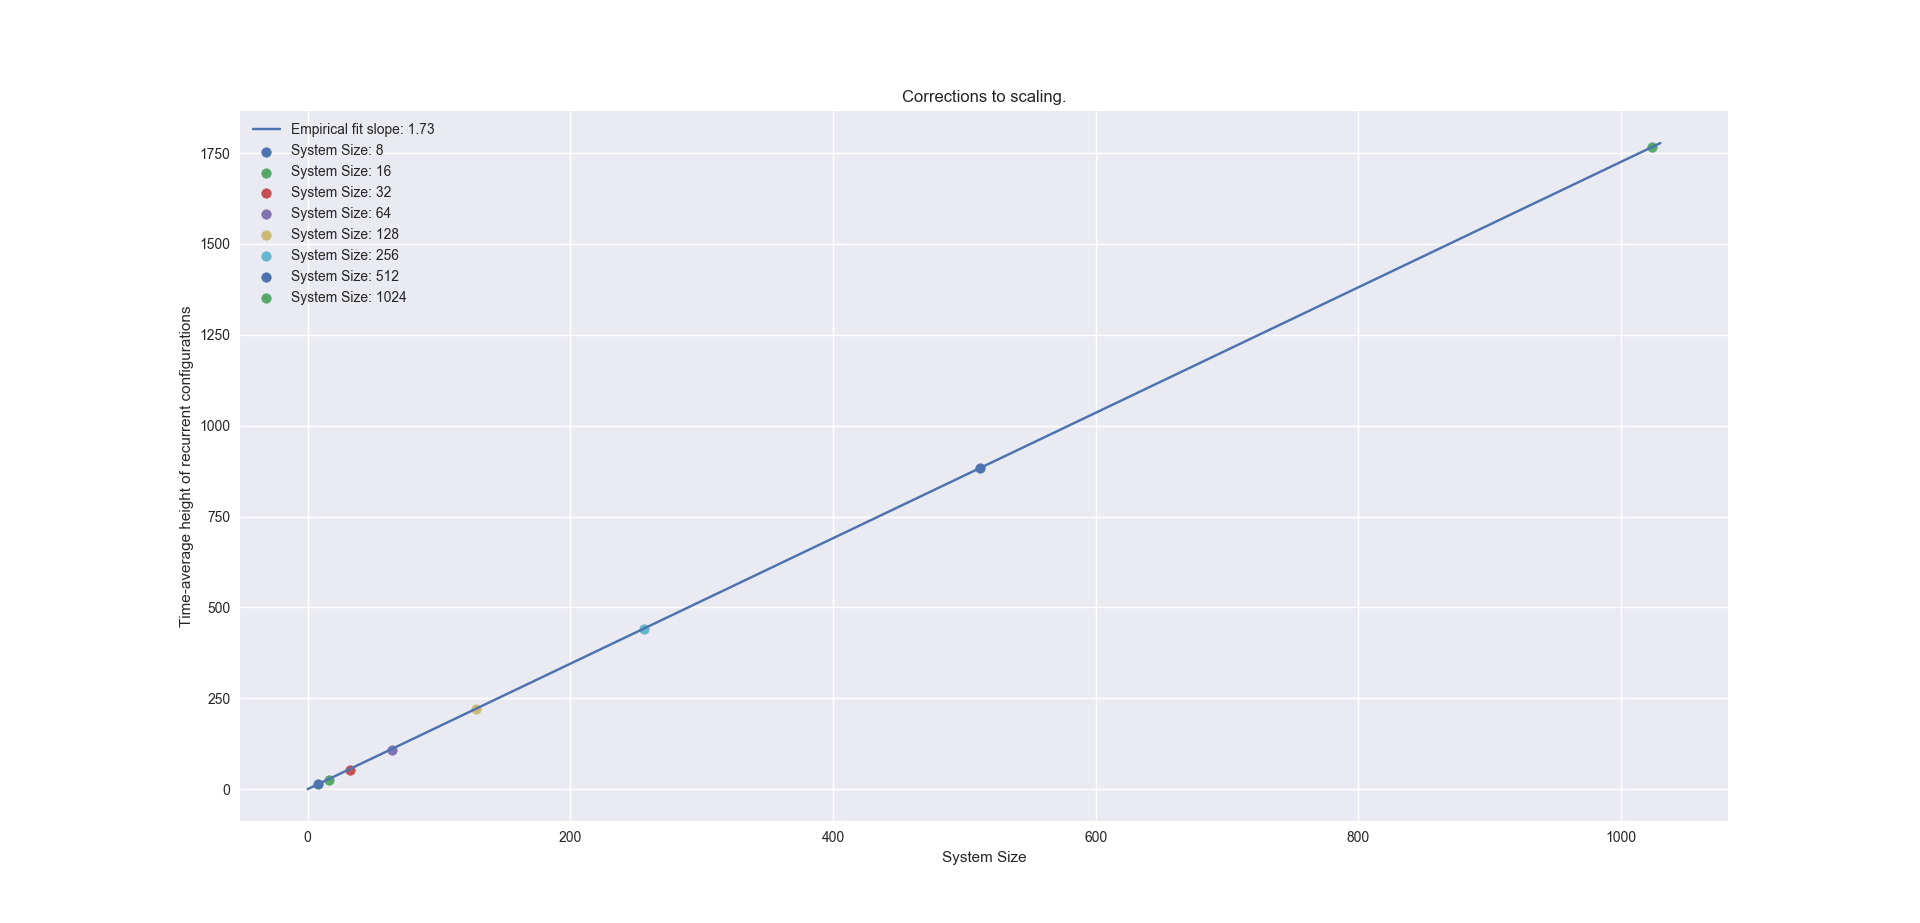 Corrections to scaling.
Empirical fit slope: 1.73
System Size: 8
System Size: 16
System Size: 32
System Size: 64
System Size: 128
System Size: 256
System Size: 512
System Size: 1024
Time-average height of recurrent configurations
1750
1500
1250
1000
750
500
250
0
0 200 400 600 800 1000
System Size